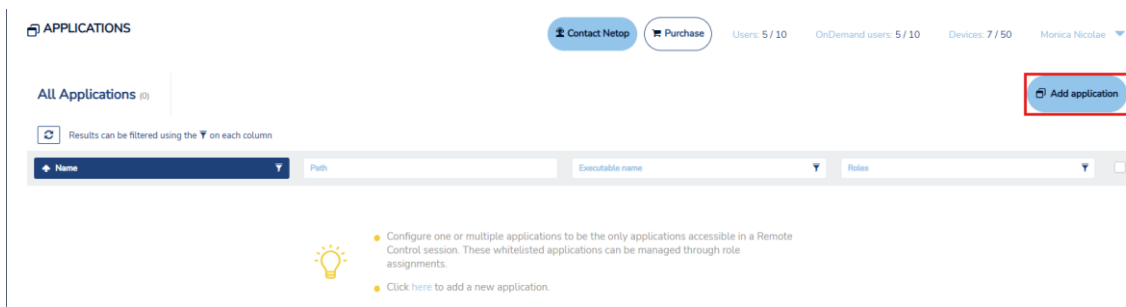 APPLICATIONS
Contact Netop
Purchase
Users: 5 / 10
OnDemand users: 5 / 10
Devices: 7 / 50
Monica Nicolae
All Applications (0)
Add application
Results can be filtered using the on each column
Name
Path
Executable name
Roles
Configure one or multiple applications to be the only applications accessible in a Remote
Control session. These whitelisted applications can be managed through role
assignments.
Click here to add a new application.